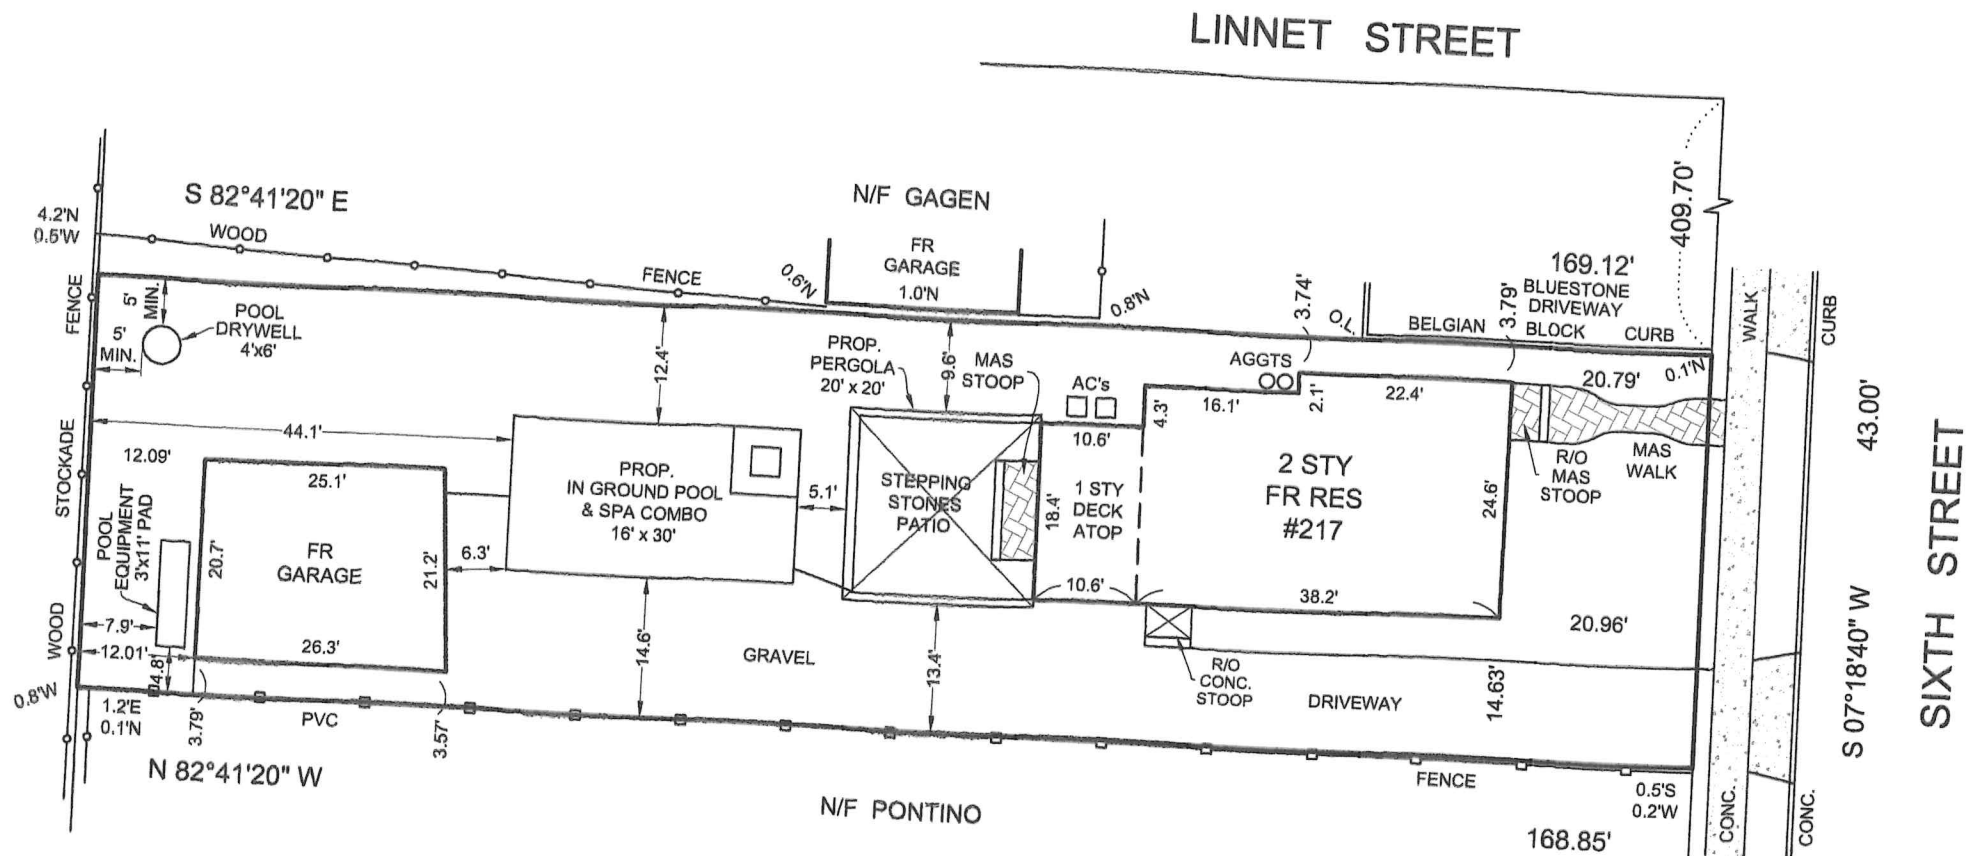 LINNET STREET
S 82°41'20" E
N/F GAGEN
409.70'
4.2'N
0.5'W
WOOD
FENCE
0.6'N
FR
GARAGE
1.0'N
0.8'N
3.74'
O.L.
169.12'
BLUESTONE
DRIVEWAY
BELGIAN BLOCK CURB
3.79'
0.1'N
WALK
CURB
FENCE
5'
MIN.
5'
MIN.
POOL
DRYWELL
4'x6'
12.4'
PROP.
PERGOLA
20' x 20'
9.6'
MAS
STOOP
AC's
AGGTS
16.1'
2.1'
22.4'
20.79'
4.3'
10.6'
43.00'
44.1'
12.09'
STOCKADE
25.1'
PROP.
IN GROUND POOL
& SPA COMBO
16' x 30'
5.1'
STEPPING
STONES
PATIO
18.4'
1 STY
DECK
ATOP
2 STY
FR RES
#217
24.6'
R/O
MAS
STOOP
MAS
WALK
POOL
EQUIPMENT
3'x11' PAD
20.7'
FR
GARAGE
21.2'
6.3'
10.6'
38.2'
20.96'
WOOD
7.9'
12.01'
4.8'
26.3'
14.6'
GRAVEL
13.4'
R/O
CONC.
STOOP
DRIVEWAY
14.63'
S 07°18'40" W
SIXTH STREET
0.8'W
1.2'E
0.1'N
3.79'
PVC
3.57'
FENCE
0.5'S
0.2'W
N 82°41'20" W
N/F PONTINO
168.85'
CONC.
CONC.